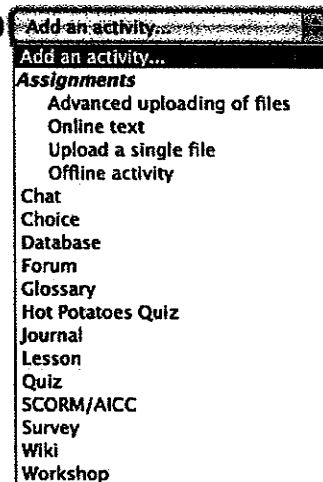 Add an activity...
Add an activity...
Assignments
Advanced uploading of files
Online text
Upload a single file
Offline activity
Chat
Choice
Database
Forum
Glossary
Hot Potatoes Quiz
Journal
Lesson
Quiz
SCORM/AICC
Survey
Wiki
Workshop